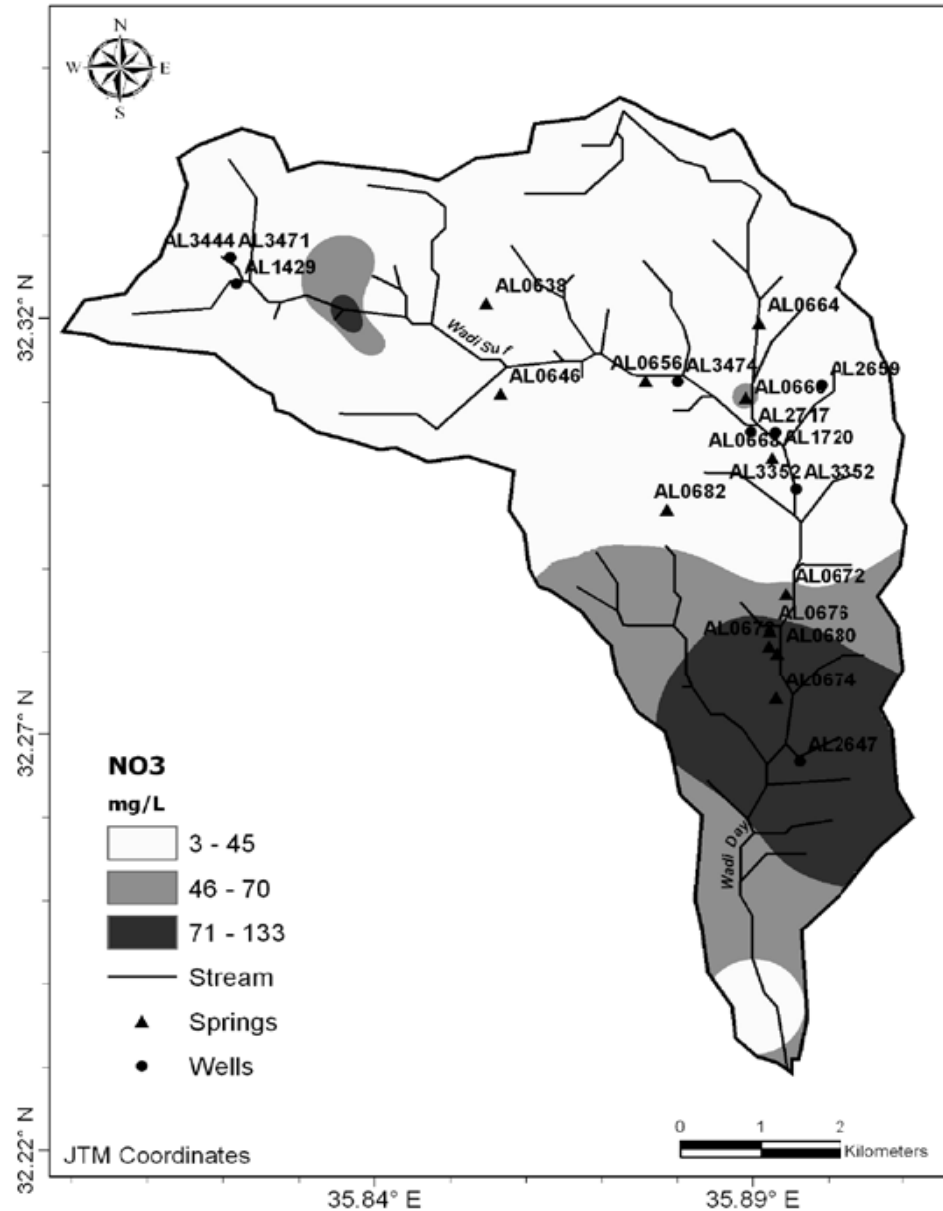 N
W E
S
AL3444 AL3471
AL1429
AL0638
AL0664
Wadi Suf
AL0656 AL3474
AL2659
AL0646
AL0660
AL2717
AL0668 AL1720
AL3352 AL3352
AL0682
AL0672
AL0676
AL0680
AL0674
AL2647
Wadi Day
32.32° N
32.27° N
32.22° N
NO3
mg/L
3 - 45
46 - 70
71 - 133
Stream
Springs
Wells
JTM Coordinates
0 1 2
Kilometers
35.84° E 35.89° E